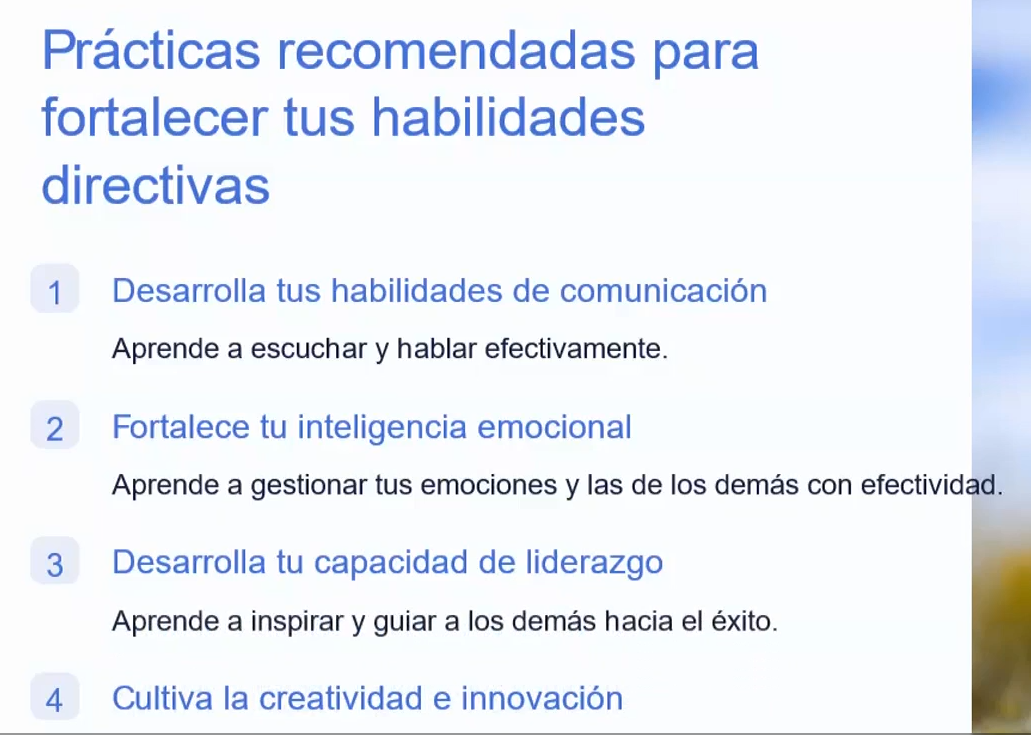 Prácticas recomendadas para
fortalecer tus habilidades
directivas
1 Desarrolla tus habilidades de comunicación
Aprende a escuchar y hablar efectivamente.
2 Fortalece tu inteligencia emocional
Aprende a gestionar tus emociones y las de los demás con efectividad.
3 Desarrolla tu capacidad de liderazgo
Aprende a inspirar y guiar a los demás hacia el éxito.
4 Cultiva la creatividad e innovación